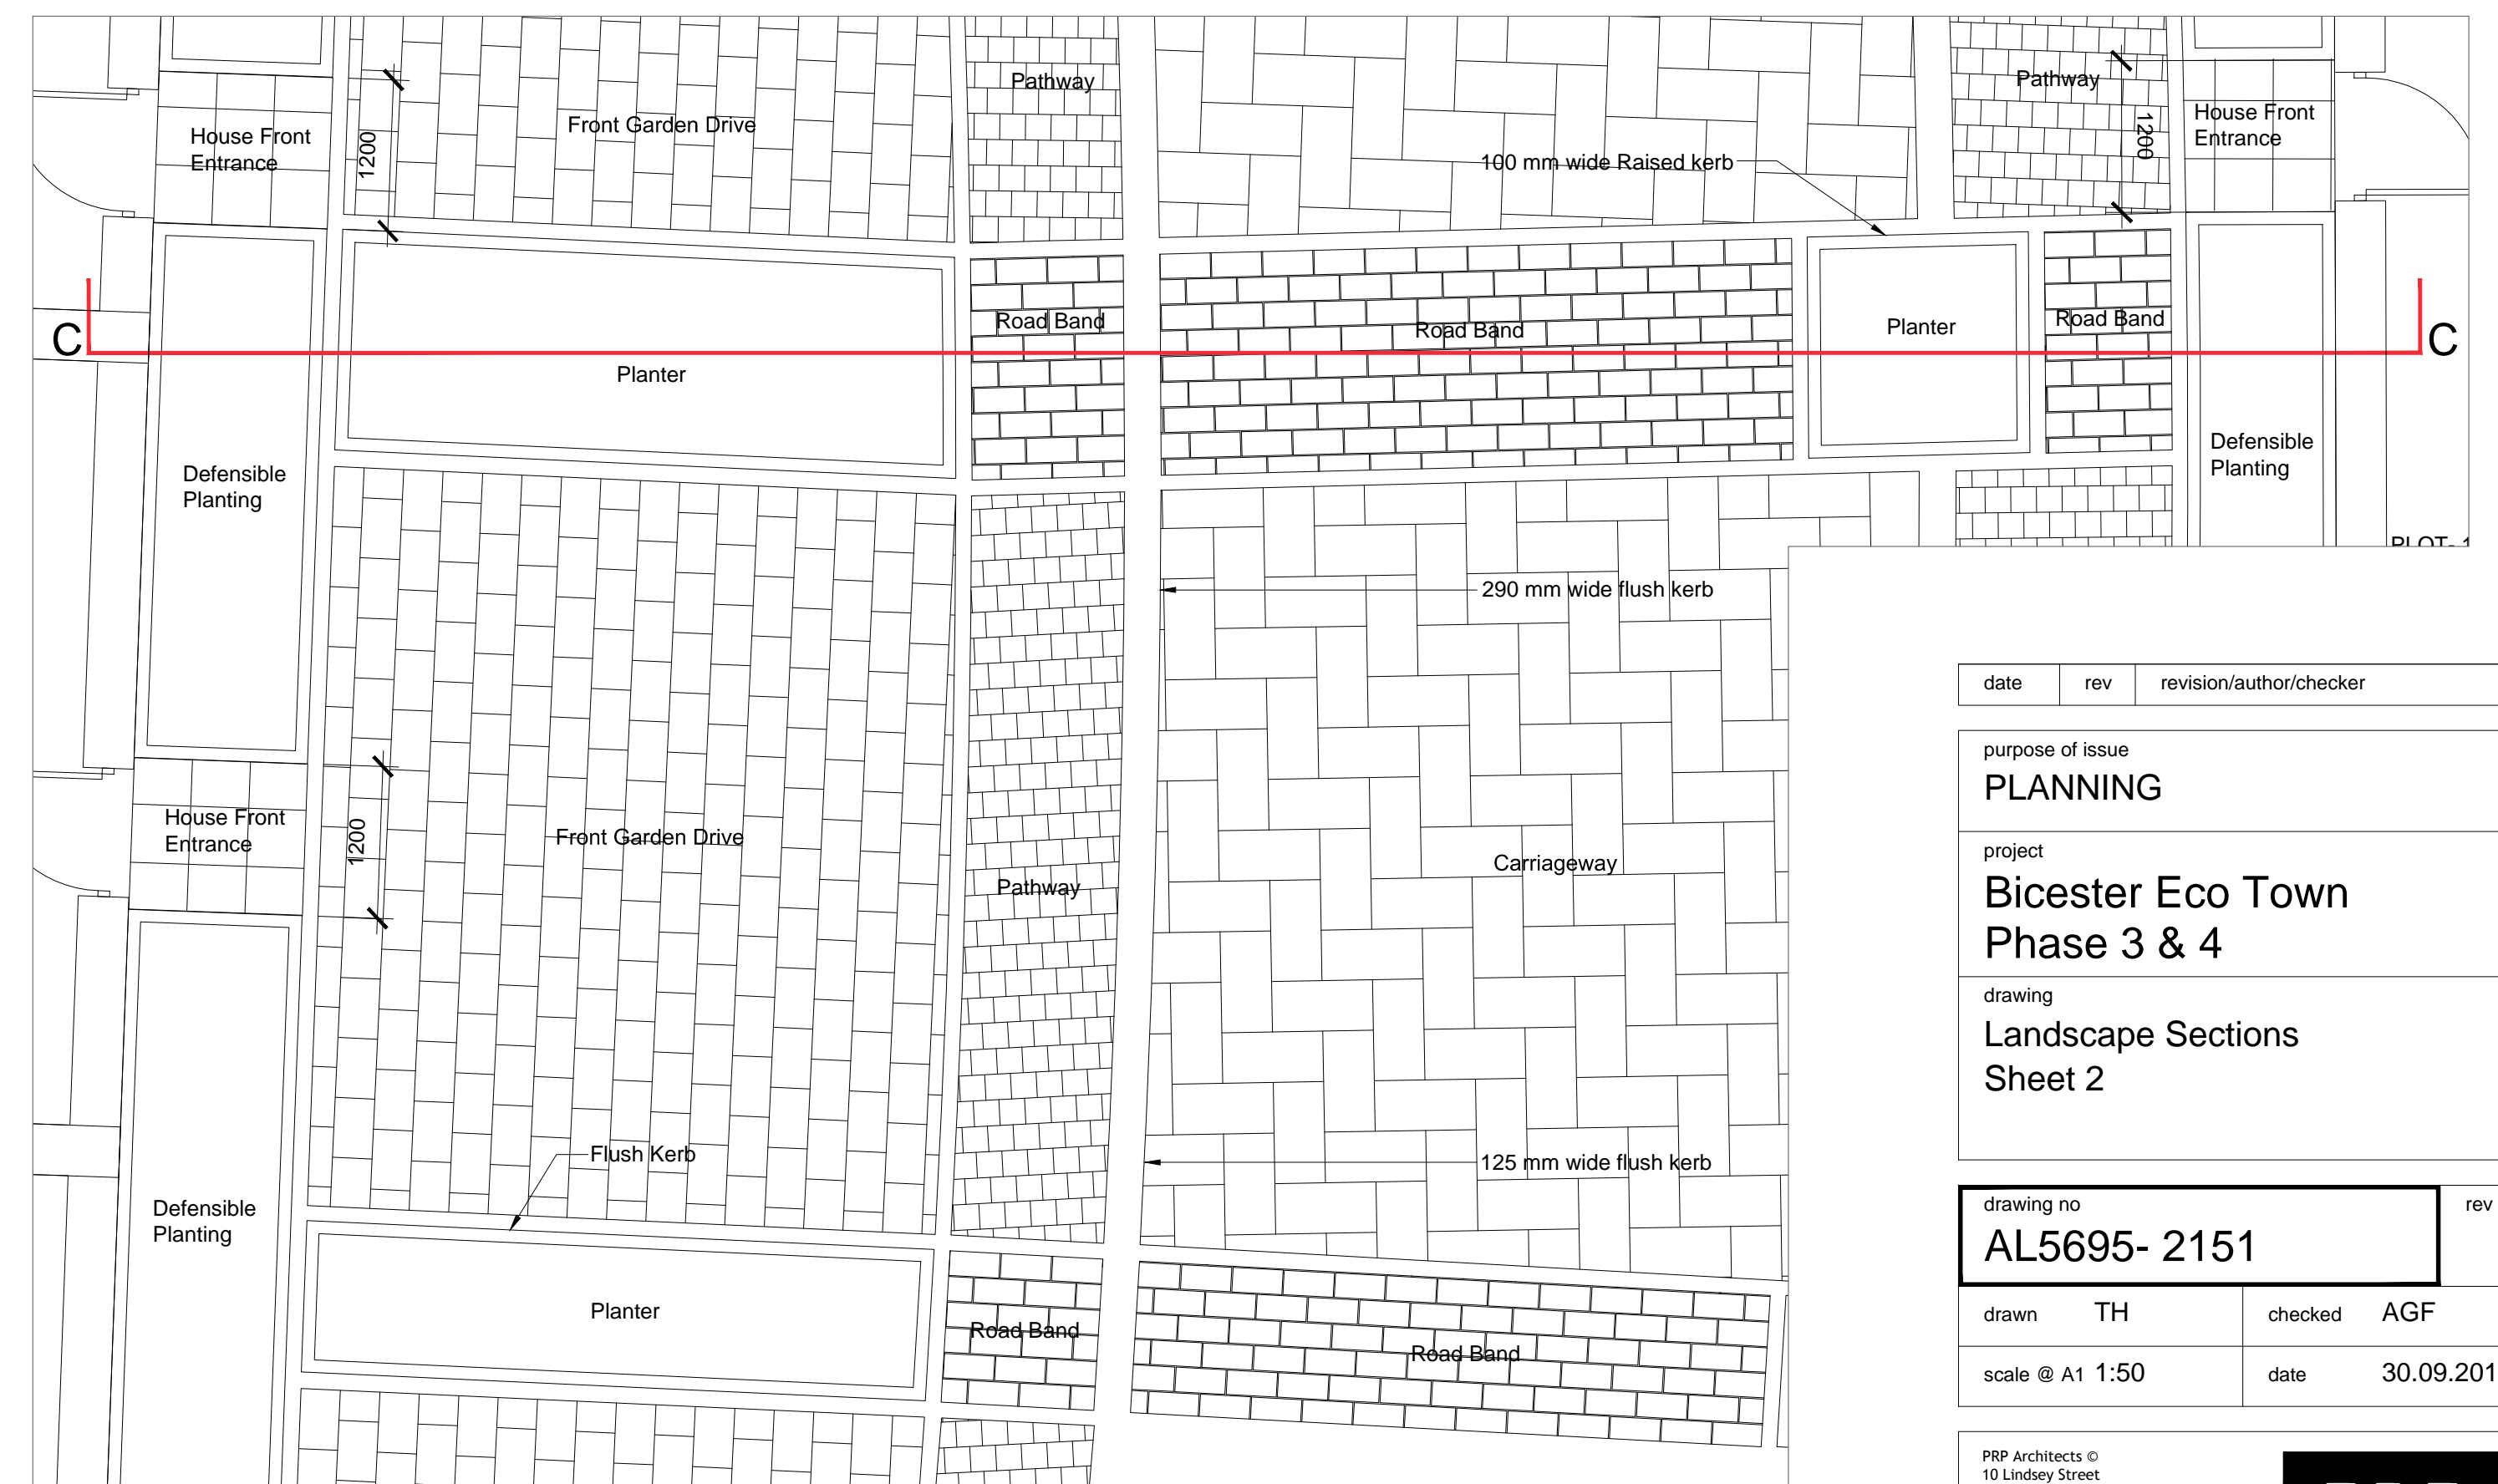 Pathway
Pathway
Front Garden Drive
House Front
Entrance
1200
House Front
Entrance
1200
100 mm wide Raised kerb
Road Band
Road Band
Planter
Road Band
C
C
Planter
Defensible
Planting
Defensible
Planting
290 mm wide flush kerb
House Front
Entrance
1200
Front Garden Drive
Carriageway
Pathway
Flush Kerb
125 mm wide flush kerb
Defensible
Planting
Planter
Road Band
Road Band
date rev revision/author/checker
purpose of issue
PLANNING
project
Bicester Eco Town
Phase 3 & 4
drawing
Landscape Sections
Sheet 2
drawing no rev
AL5695- 2151
drawn TH checked AGF
scale @ A1 1:50 date 30.09.201
PRP Architects ©
10 Lindsey Street